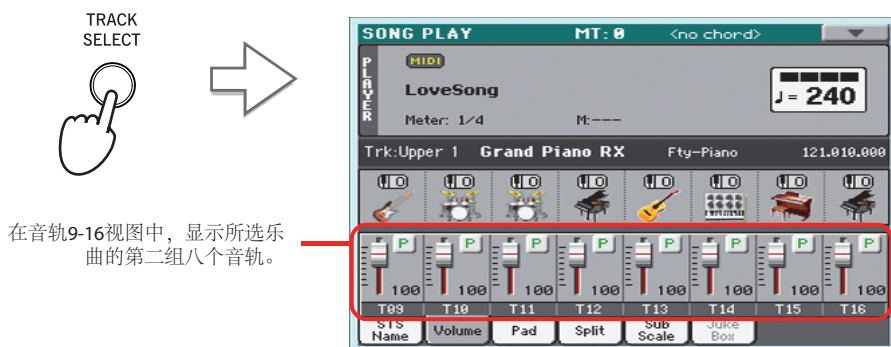 TRACK
SELECT
SONG PLAY MT: 0 <no chord>
PLAYER
MIDI
LoveSong
♩= 240
Meter: 1/4 M:---
Trk:Upper 1 Grand Piano RX Fty-Piano 121.010.000
在音轨9-16视图中，显示所选乐
曲的第二组八个音轨。
P P P P P P P P
100 100 100 100 100 100 100 100
T09 T10 T11 T12 T13 T14 T15 T16
STS
Name
Volume
Pad
Split
Sub
Scale
Juke
Box